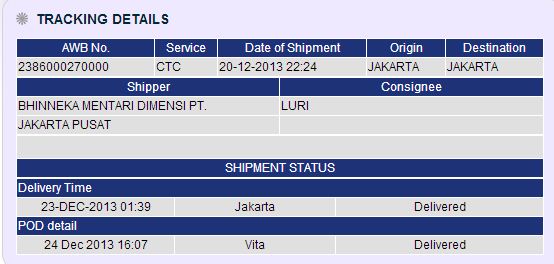 TRACKING DETAILS
AWB No. Service Date of Shipment Origin Destination
2386000270000 CTC 20-12-2013 22:24 JAKARTA JAKARTA
Shipper Consignee
BHINNEKA MENTARI DIMENSI PT. LURI
JAKARTA PUSAT
SHIPMENT STATUS
Delivery Time
23-DEC-2013 01:39 Jakarta Delivered
POD detail
24 Dec 2013 16:07 Vita Delivered